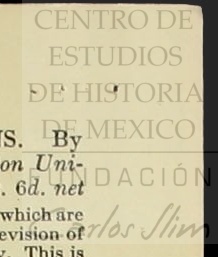 CENTRO DE
ESTUDIOS
DE HISTORIA
DE MEXICO
NS. By
on Uni-
. 6d. net
FUNDACIÓN
which are
Carlos Slim
evision of
This is